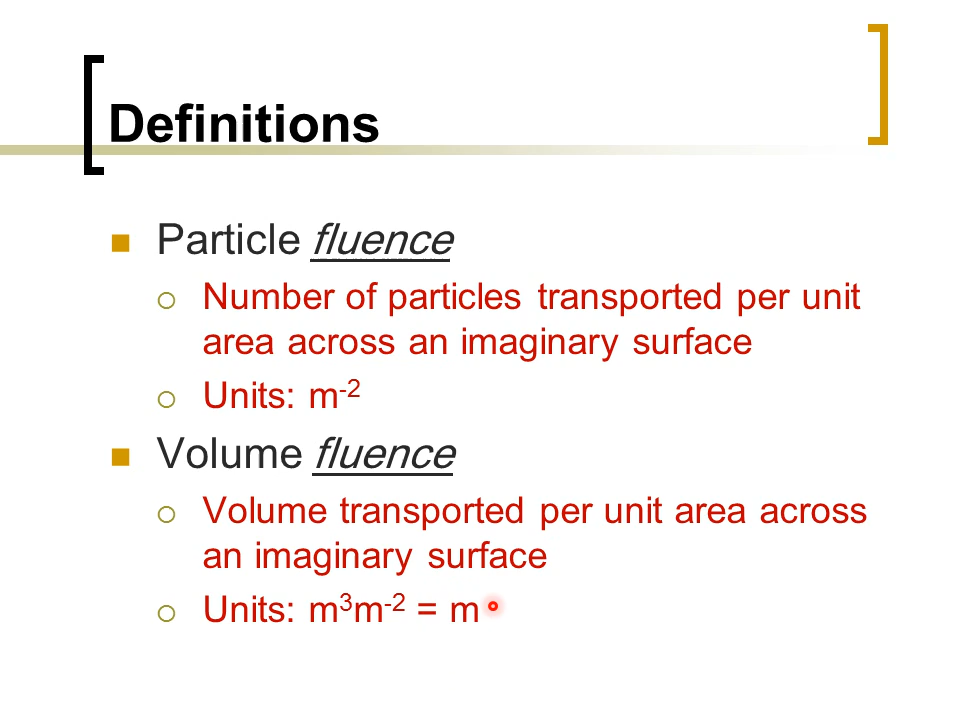 Definitions
Particle fluence
Number of particles transported per unit
area across an imaginary surface
Units: m⁻²
Volume fluence
Volume transported per unit area across
an imaginary surface
Units: m³m⁻² = m